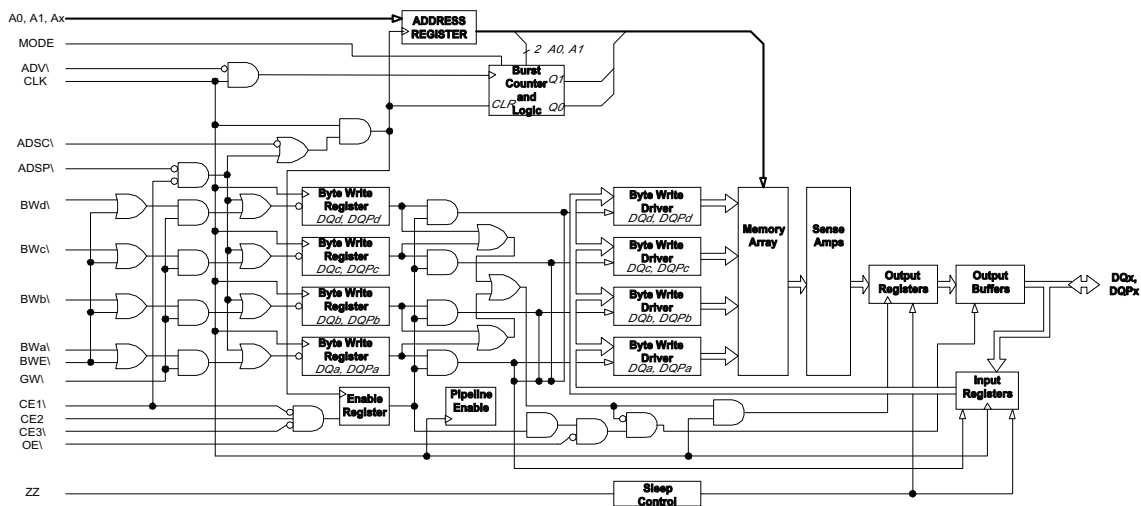 A0, A1, Ax
MODE
ADV\
CLK
ADSC\
ADSP\
BWd\
BWc\
BWb\
BWa\
BWE\
GW\
CE1\
CE2
CE3\
OE\
ZZ
ADDRESS
REGISTER
2 A0, A1
Burst
Counter
and
Logic
CLR
Q1
Q0
Byte Write
Register
DQd, DQPd
Byte Write
Register
DQc, DQPc
Byte Write
Register
DQb, DQPb
Byte Write
Register
DQa, DQPa
Enable
Register
Pipeline
Enable
Byte Write
Driver
DQd, DQPd
Byte Write
Driver
DQc, DQPc
Byte Write
Driver
DQb, DQPb
Byte Write
Driver
DQa, DQPa
Sleep
Control
Memory
Array
Sense
Amps
Output
Registers
Output
Buffers
Input
Registers
DQx,
DQPx